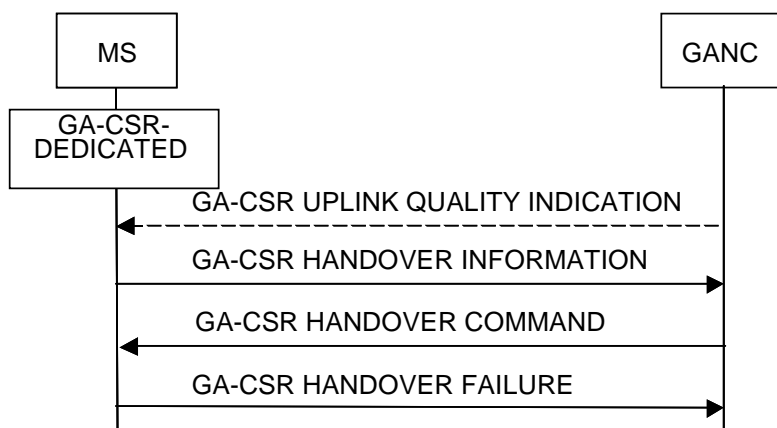 MS
GANC
GA-CSR-
DEDICATED
GA-CSR UPLINK QUALITY INDICATION
GA-CSR HANDOVER INFORMATION
GA-CSR HANDOVER COMMAND
GA-CSR HANDOVER FAILURE